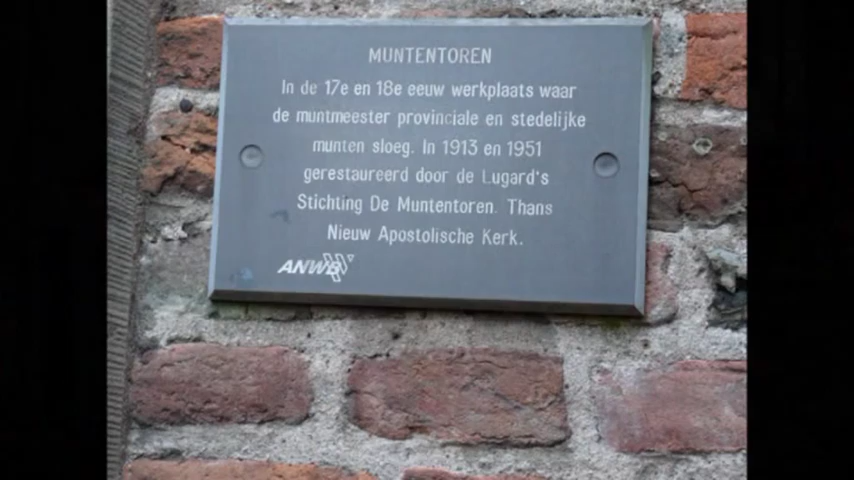 MUNTENTOREN
In de 17e en 18e eeuw werkplaats waar
de muntmeester provinciale en stedelijke
munten sloeg. In 1913 en 1951
gerestaureerd door de Lugard's
Stichting De Muntentoren. Thans
Nieuw Apostolische Kerk.
ANWB